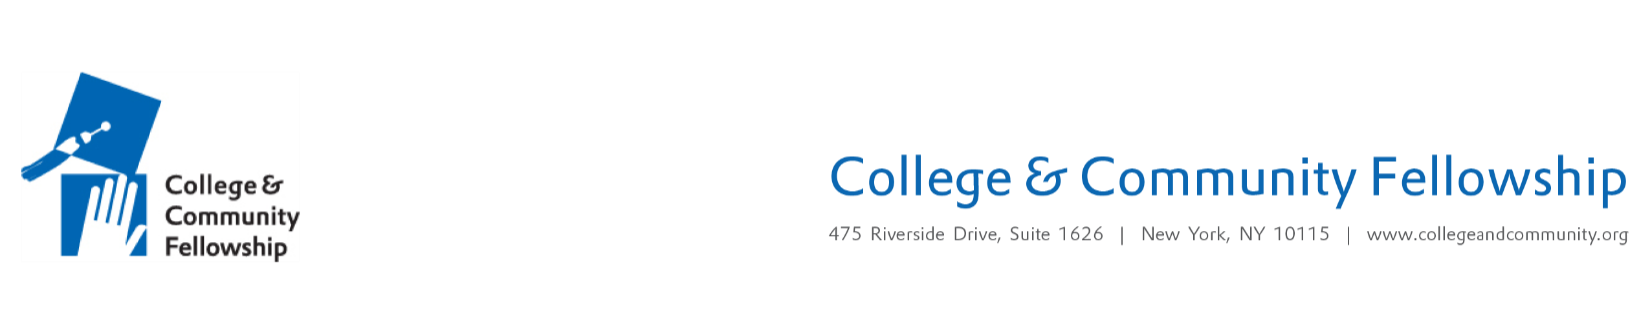 College &
Community
Fellowship
College & Community Fellowship
475 Riverside Drive, Suite 1626 | New York, NY 10115 | www.collegeandcommunity.org